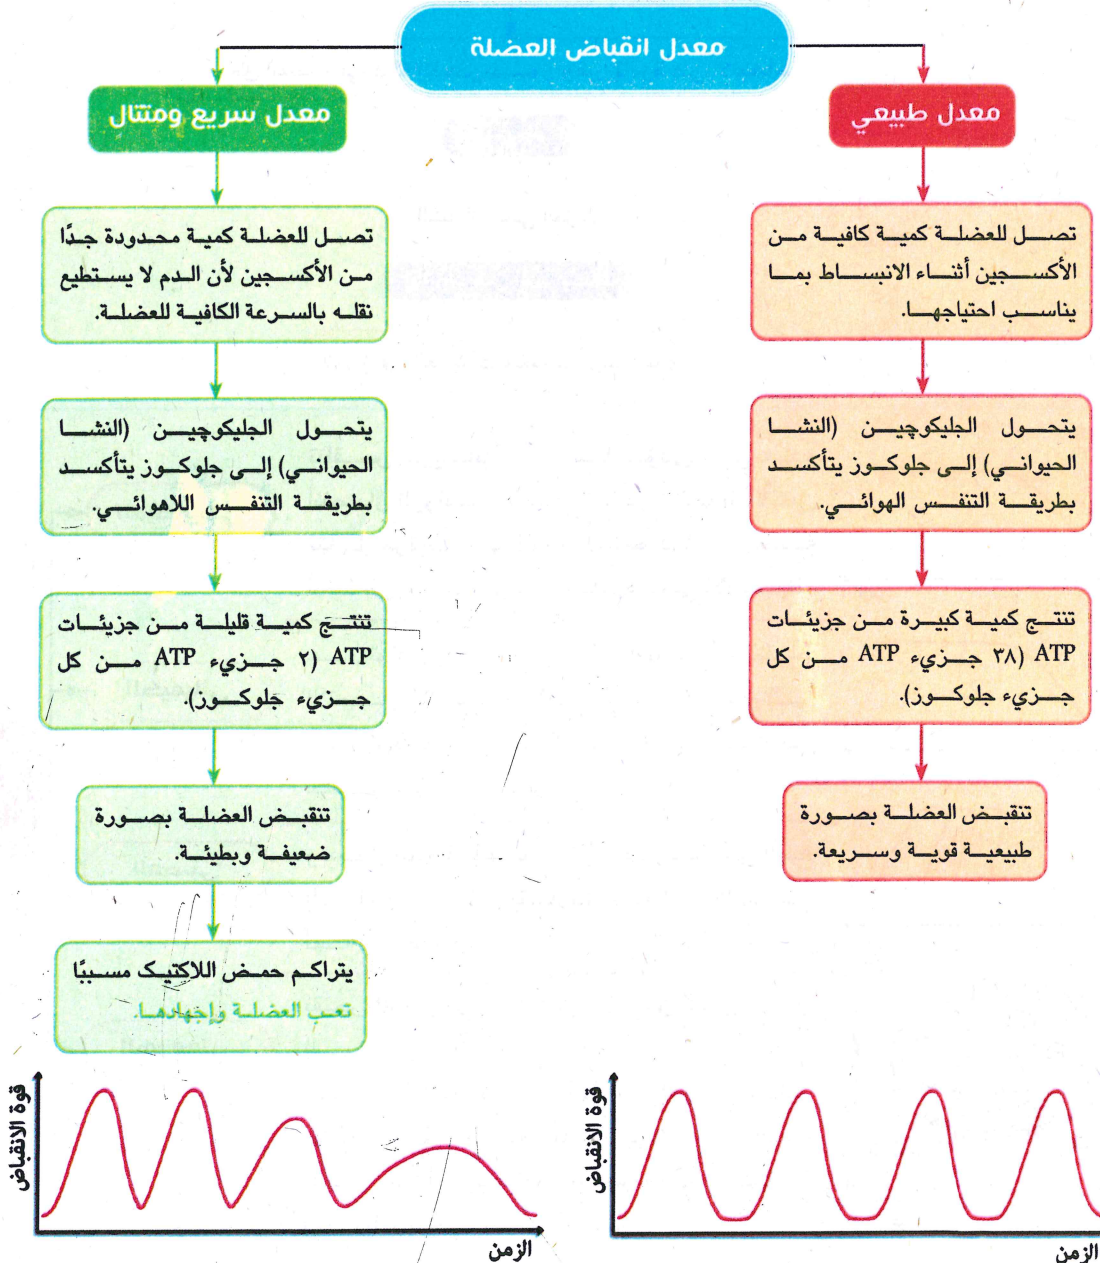 معدل انقباض العضلة
معدل طبيعي
تصل للعضلة كمية كافية من
الأكسجين أثناء الانبساط بما
يناسب احتياجها.
يتحول الجليكوچين (النشا
الحيواني) إلى جلوكوز يتأكسد
بطريقة التنفس الهوائي.
تنتج كمية كبيرة من جزيئات
ATP (٣٨ جزيء ATP من كل
جزيء جلوكوز).
تنقبض العضلة بصورة
طبيعية قوية وسريعة.
قوة الانقباض
الزمن
معدل سريع ومتتال
تصل للعضلة كمية محدودة جدًا
من الأكسجين لأن الدم لا يستطيع
نقله بالسرعة الكافية للعضلة.
يتحول الجليكوچين (النشا
الحيواني) إلى جلوكوز يتأكسد
بطريقة التنفس اللاهوائي.
تنتج كمية قليلة من جزيئات
ATP (٢ جزيء ATP من كل
جزيء جلوكوز).
تنقبض العضلة بصورة
ضعيفة وبطيئة.
يتراكم حمض اللاكتيك مسببًا
تعب العضلة وإجهادها.
قوة الانقباض
الزمن